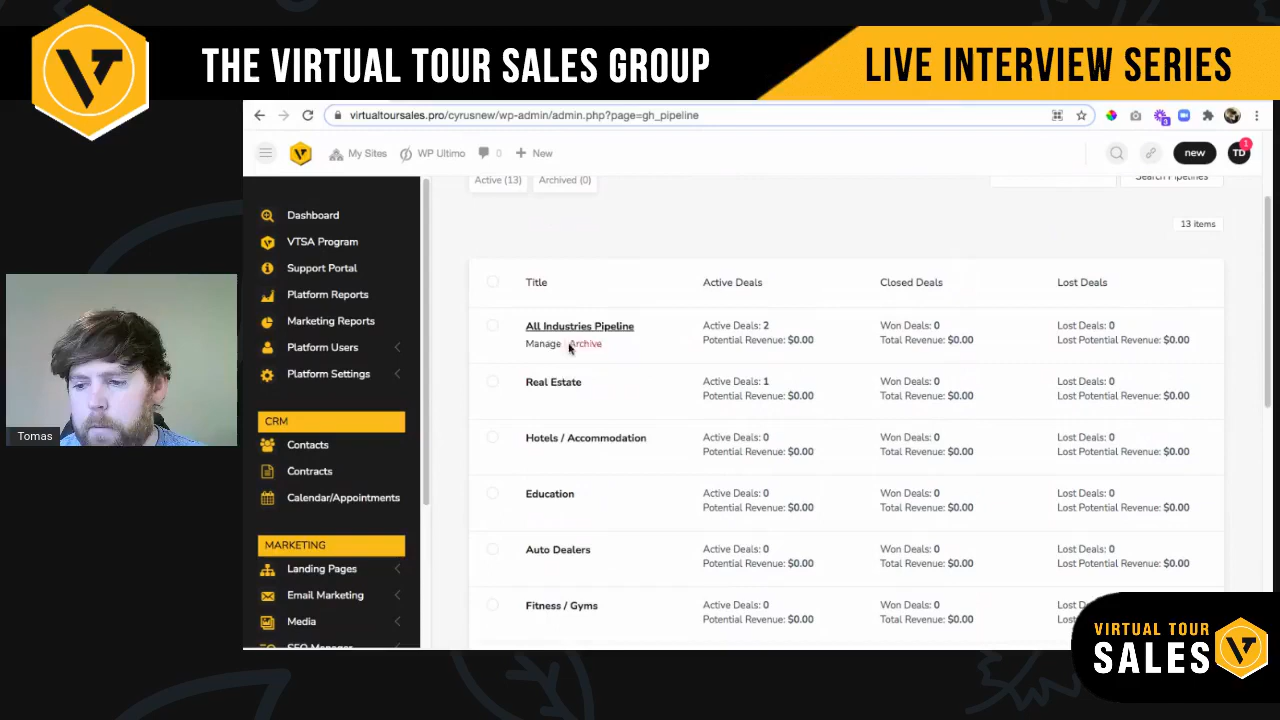 THE VIRTUAL TOUR SALES GROUP
LIVE INTERVIEW SERIES
virtualtoursales.pro/cyrusnew/wp-admin/admin.php?page=gh_pipeline
3
My Sites
WP Ultimo
0
New
new
TD
1
Active (13)
Archived (0)
Search Pipelines
13 items
Dashboard
VTSA Program
Support Portal
Platform Reports
Marketing Reports
Platform Users
Platform Settings
CRM
Contacts
Contracts
Calendar/Appointments
MARKETING
Landing Pages
Email Marketing
Media
SEO Manager
Title Active Deals Closed Deals Lost Deals
All Industries Pipeline Active Deals: 2 Won Deals: 0 Lost Deals: 0
Manage Archive Potential Revenue: $0.00 Total Revenue: $0.00 Lost Potential Revenue: $0.00
Real Estate Active Deals: 1 Won Deals: 0 Lost Deals: 0
Potential Revenue: $0.00 Total Revenue: $0.00 Lost Potential Revenue: $0.00
Hotels / Accommodation Active Deals: 0 Won Deals: 0 Lost Deals: 0
Potential Revenue: $0.00 Total Revenue: $0.00 Lost Potential Revenue: $0.00
Education Active Deals: 0 Won Deals: 0 Lost Deals: 0
Potential Revenue: $0.00 Total Revenue: $0.00 Lost Potential Revenue: $0.00
Auto Dealers Active Deals: 0 Won Deals: 0 Lost Deals: 0
Potential Revenue: $0.00 Total Revenue: $0.00 Lost Potential Revenue: $0.00
Fitness / Gyms Active Deals: 0 Won Deals: 0 Lost
Potential Revenue: $0.00 Total Revenue: $0.00
Tomas
VIRTUAL TOUR
SALES